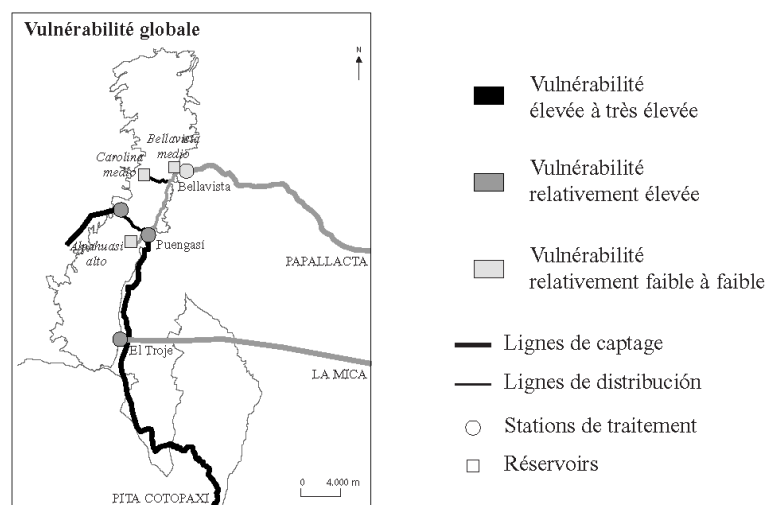 Vulnérabilité globale
N
Bellavista
medio
Carolina
medio
Bellavista
Alpahuasi
alto
Puengasí
PAPALLACTA
El Troje
LA MICA
PITA COTOPAXI
0 4.000 m
Vulnérabilité
élevée à très élevée
Vulnérabilité
relativement élevée
Vulnérabilité
relativement faible à faible
Lignes de captage
Lignes de distribución
Stations de traitement
Réservoirs